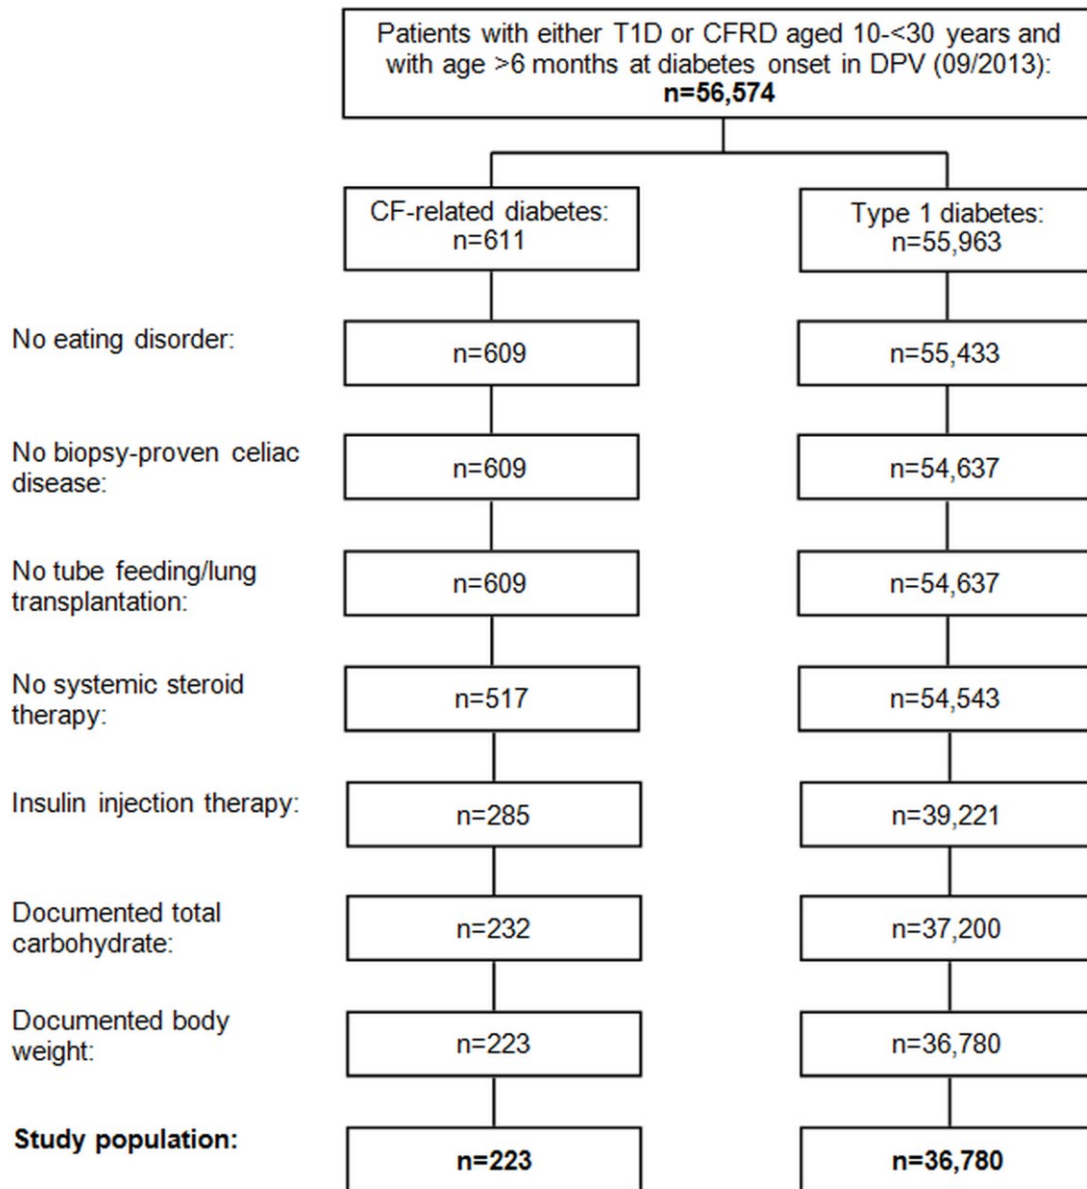 Patients with either T1D or CFRD aged 10-<30 years and
with age >6 months at diabetes onset in DPV (09/2013):
n=56,574
CF-related diabetes:
n=611
Type 1 diabetes:
n=55,963
No eating disorder:
n=609
n=55,433
No biopsy-proven celiac
disease:
n=609
n=54,637
No tube feeding/lung
transplantation:
n=609
n=54,637
No systemic steroid
therapy:
n=517
n=54,543
Insulin injection therapy:
n=285
n=39,221
Documented total
carbohydrate:
n=232
n=37,200
Documented body
weight:
n=223
n=36,780
Study population:
n=223
n=36,780